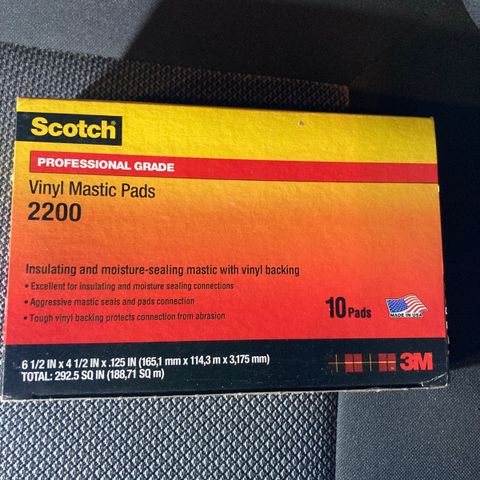 Scotch
PROFESSIONAL GRADE
Vinyl Mastic Pads
2200
Insulating and moisture-sealing mastic with vinyl backing
• Excellent for insulating and moisture sealing connections
• Aggressive mastic seals and pads connection
• Tough vinyl backing protects connection from abrasion
10 Pads
MADE IN USA
6 1/2 IN x 4 1/2 IN x .125 IN (165,1 mm x 114,3 m x 3,175 mm)
TOTAL: 292.5 SQ IN (188,71 SQ m)
3M